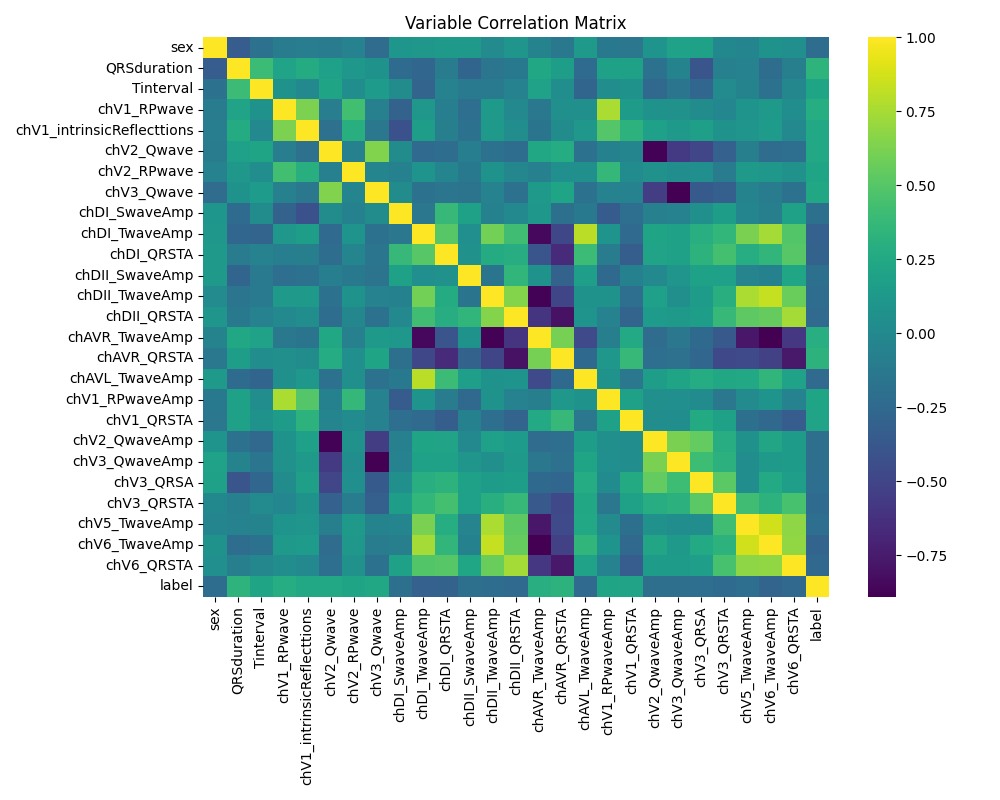 Variable Correlation Matrix
sex
QRSduration
Tinterval
chV1_RPwave
chV1_intrinsicReflecttions
chV2_Qwave
chV2_RPwave
chV3_Qwave
chDI_SwaveAmp
chDI_TwaveAmp
chDI_QRSTA
chDII_SwaveAmp
chDII_TwaveAmp
chDII_QRSTA
chAVR_TwaveAmp
chAVR_QRSTA
chAVL_TwaveAmp
chV1_RPwaveAmp
chV1_QRSTA
chV2_QwaveAmp
chV3_QwaveAmp
chV3_QRSA
chV3_QRSTA
chV5_TwaveAmp
chV6_TwaveAmp
chV6_QRSTA
label
sex
QRSduration
Tinterval
chV1_RPwave
chV1_intrinsicReflecttions
chV2_Qwave
chV2_RPwave
chV3_Qwave
chDI_SwaveAmp
chDI_TwaveAmp
chDI_QRSTA
chDII_SwaveAmp
chDII_TwaveAmp
chDII_QRSTA
chAVR_TwaveAmp
chAVR_QRSTA
chAVL_TwaveAmp
chV1_RPwaveAmp
chV1_QRSTA
chV2_QwaveAmp
chV3_QwaveAmp
chV3_QRSA
chV3_QRSTA
chV5_TwaveAmp
chV6_TwaveAmp
chV6_QRSTA
label
1.00
0.75
0.50
0.25
0.00
−0.25
−0.50
−0.75